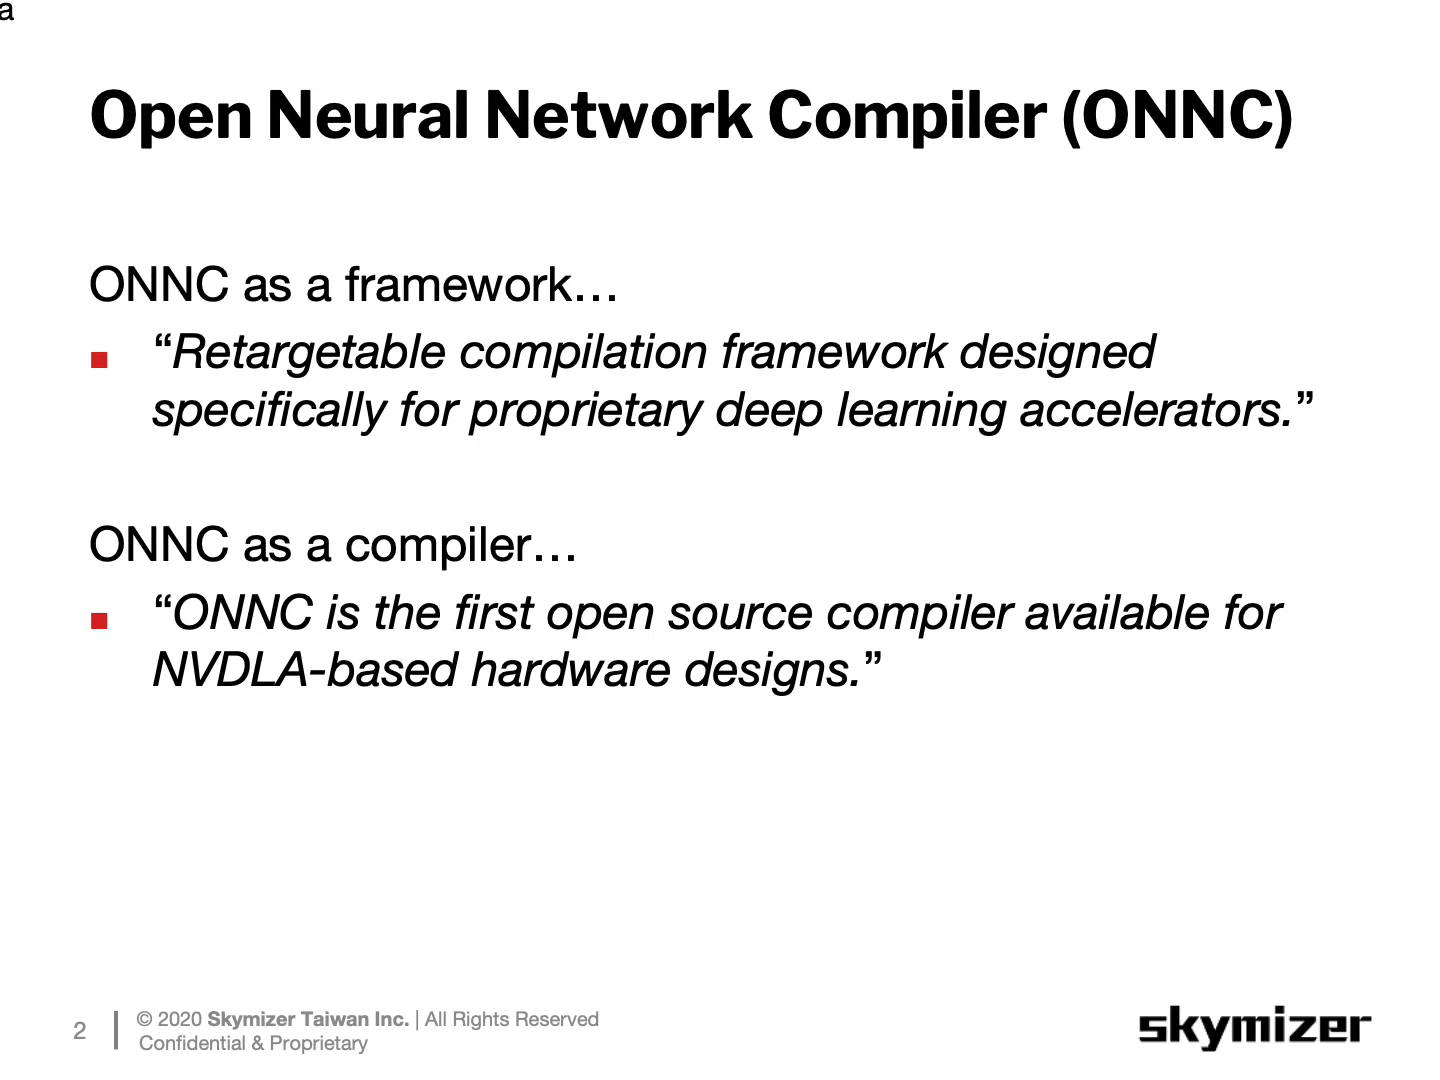 a
Open Neural Network Compiler (ONNC)
ONNC as a framework…
“Retargetable compilation framework designed
specifically for proprietary deep learning accelerators.”
ONNC as a compiler…
“ONNC is the first open source compiler available for
NVDLA-based hardware designs.”
2
© 2020 Skymizer Taiwan Inc. | All Rights Reserved
Confidential & Proprietary
skymizer